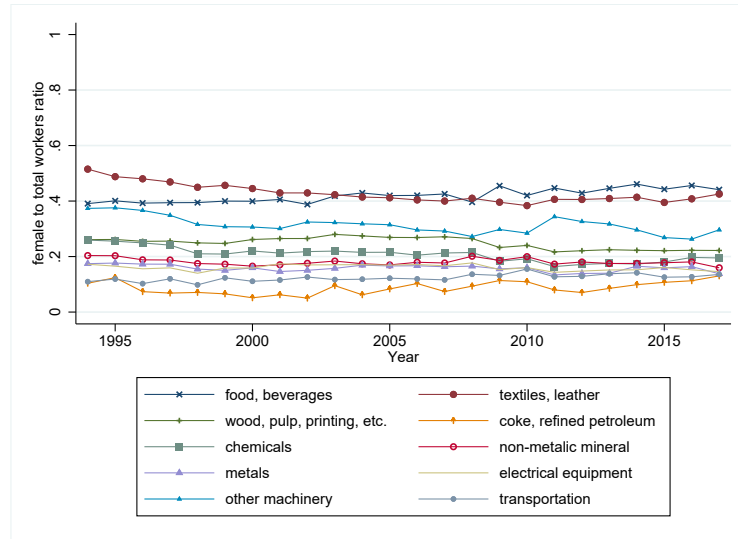 1
.8
.6
.4
.2
0
female to total workers ratio
1995 2000 2005 2010 2015
Year
food, beverages textiles, leather
wood, pulp, printing, etc. coke, refined petroleum
chemicals non-metalic mineral
metals electrical equipment
other machinery transportation